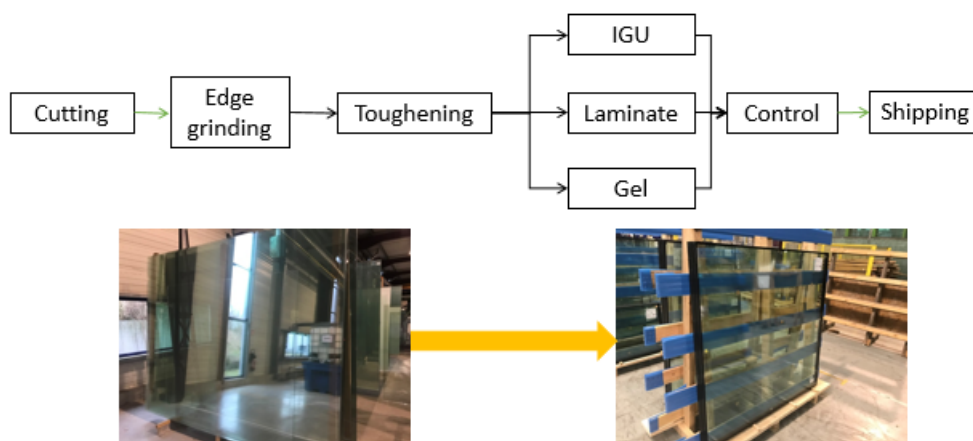 IGU
Cutting
Edge
grinding
Toughening
Laminate
Control
Shipping
Gel